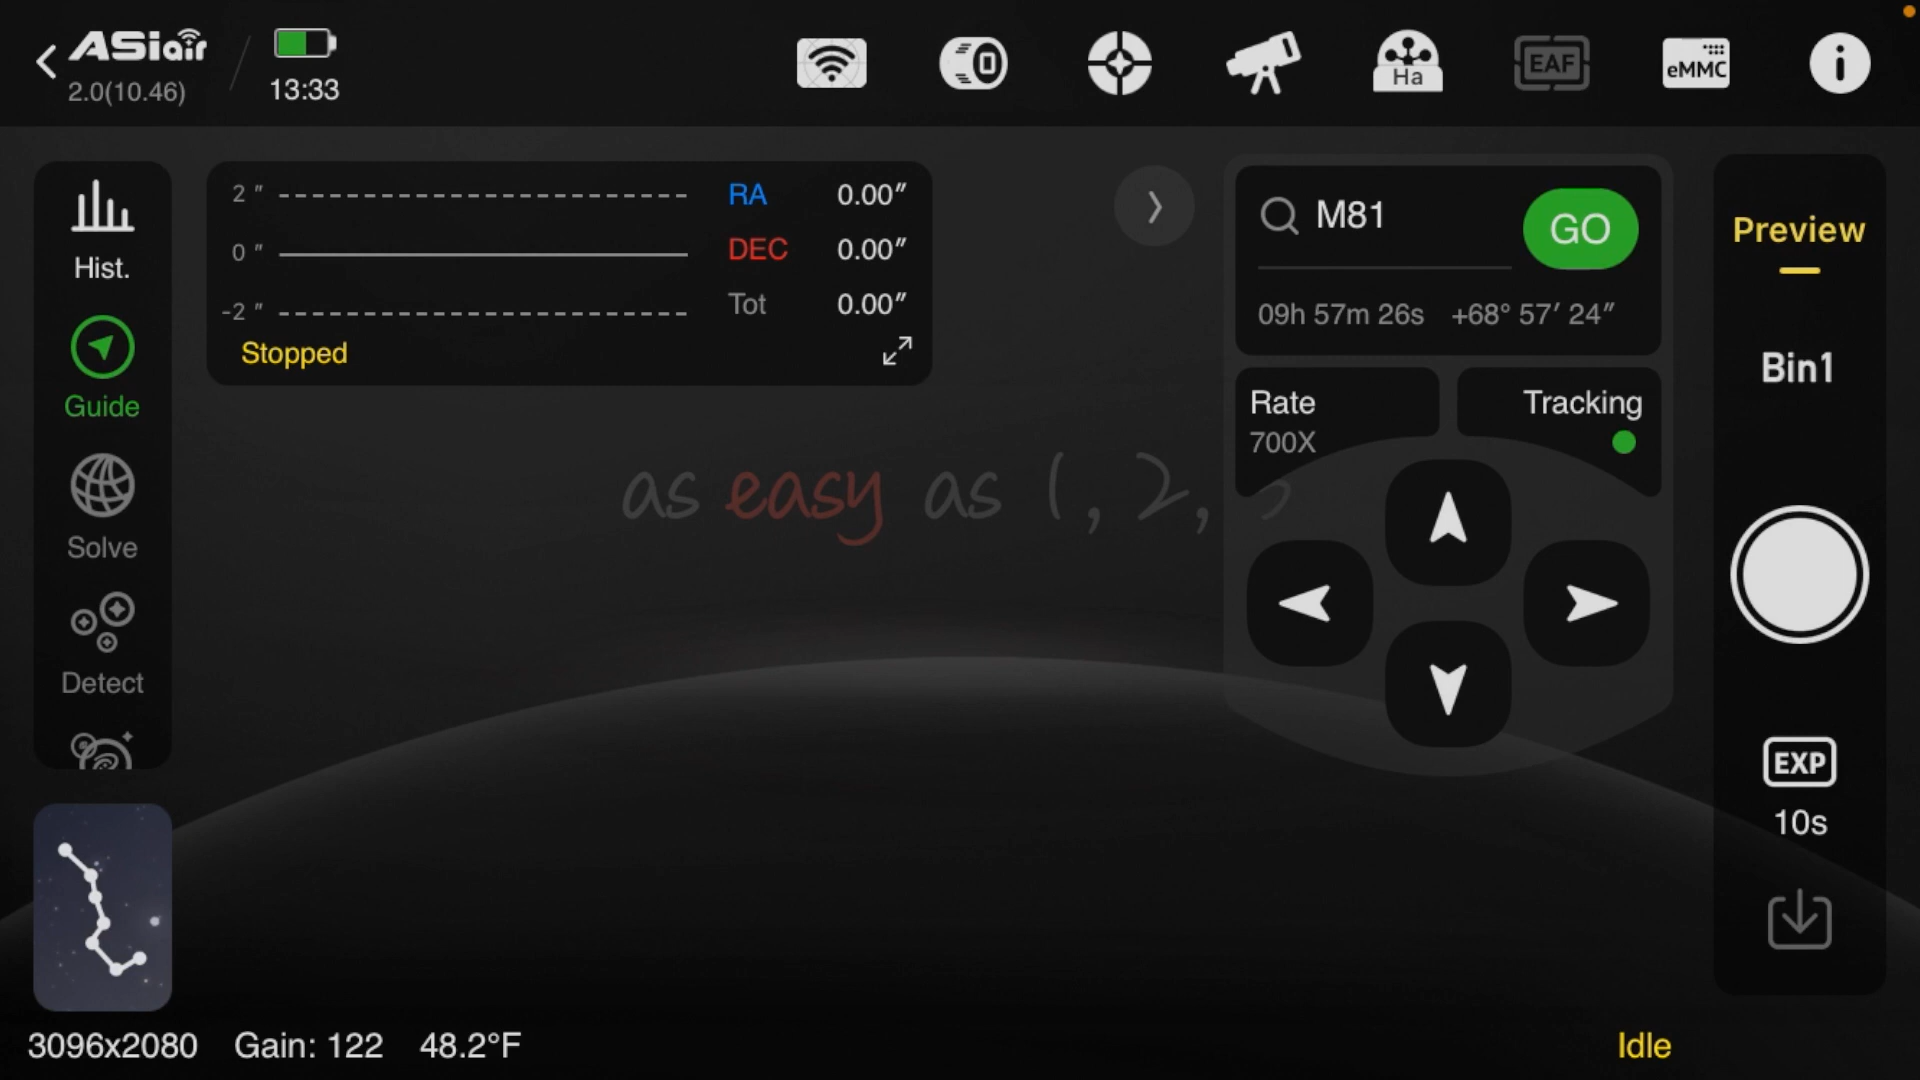 ASiair
2.0(10.46)
13:33
Ha
EAF
eMMC
Hist.
Guide
Solve
Detect
2 "
0 "
-2 "
RA 0.00"
DEC 0.00"
Tot 0.00"
Stopped
M81
GO
09h 57m 26s +68° 57′ 24″
Rate
700X
Tracking
as easy as 1, 2, 3
Preview
Bin1
EXP
10s
3096x2080 Gain: 122 48.2°F
Idle